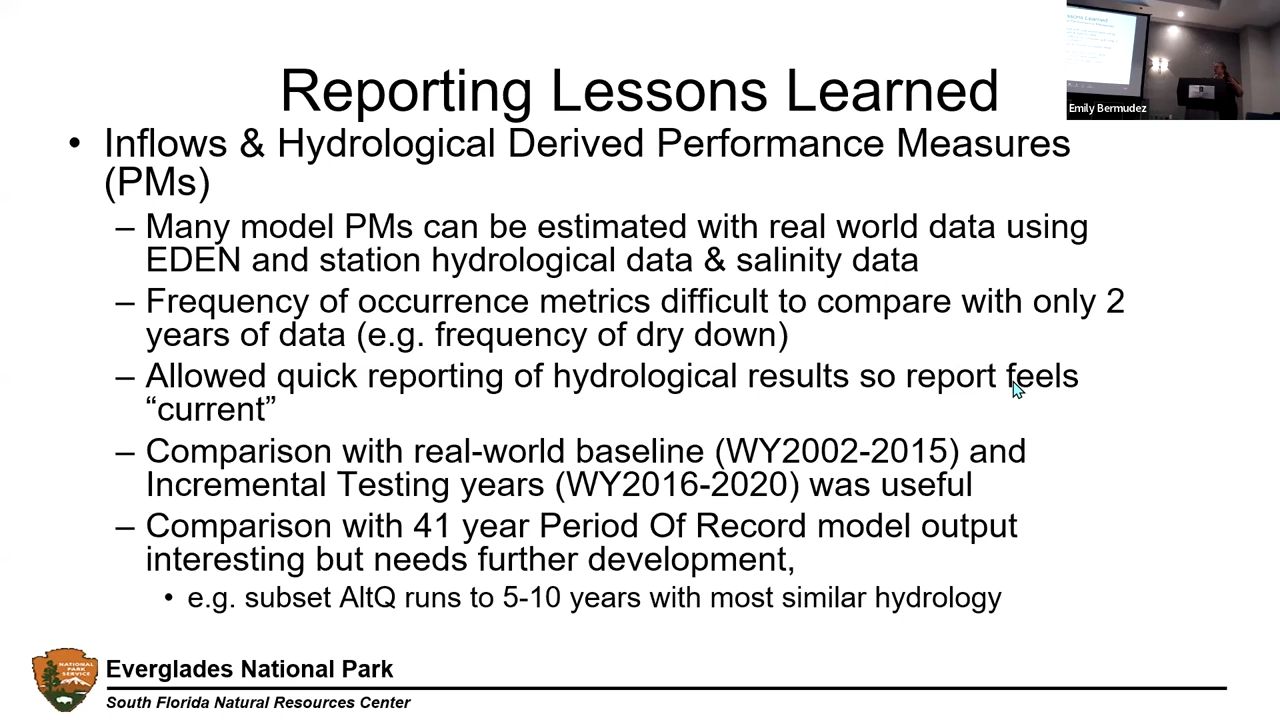 Reporting Lessons Learned
Emily Bermudez
• Inflows & Hydrological Derived Performance Measures
(PMs)
– Many model PMs can be estimated with real world data using
EDEN and station hydrological data & salinity data
– Frequency of occurrence metrics difficult to compare with only 2
years of data (e.g. frequency of dry down)
– Allowed quick reporting of hydrological results so report feels
“current”
– Comparison with real-world baseline (WY2002-2015) and
Incremental Testing years (WY2016-2020) was useful
– Comparison with 41 year Period Of Record model output
interesting but needs further development,
• e.g. subset AltQ runs to 5-10 years with most similar hydrology
NATIONAL
PARK
SERVICE
Everglades National Park
South Florida Natural Resources Center